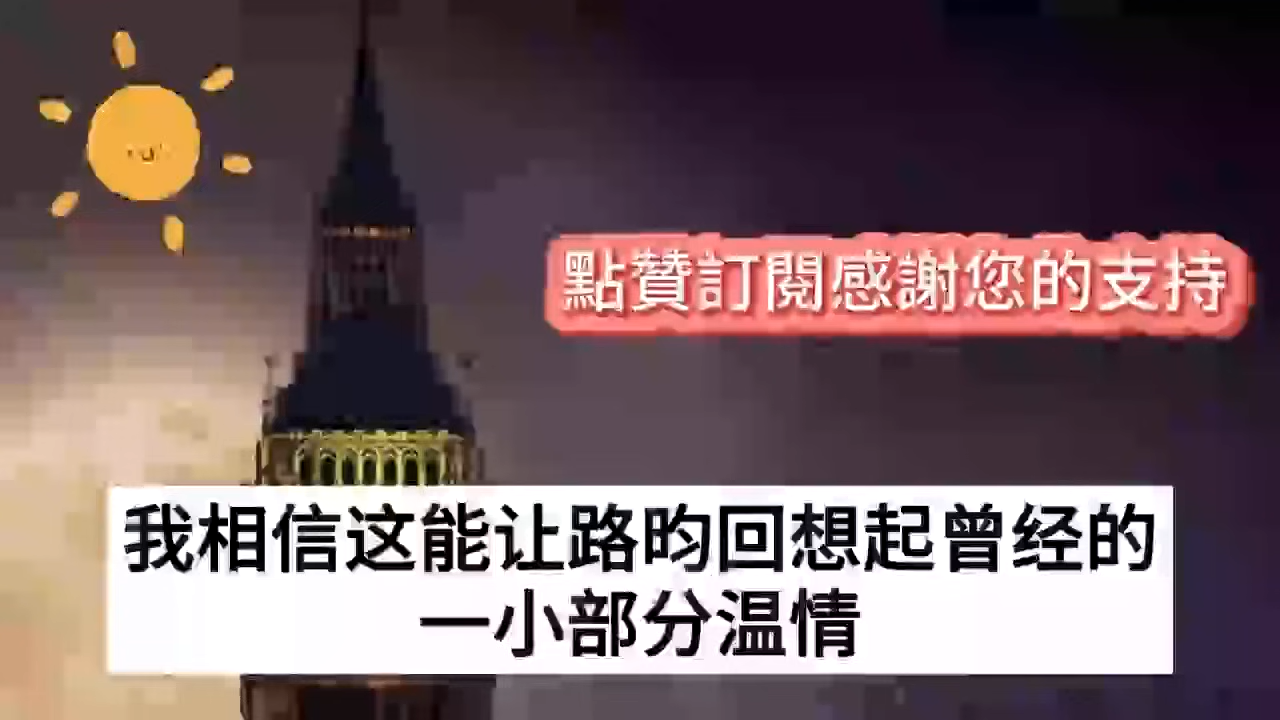 點贊訂閱感謝您的支持
我相信这能让路昀回想起曾经的
一小部分温情